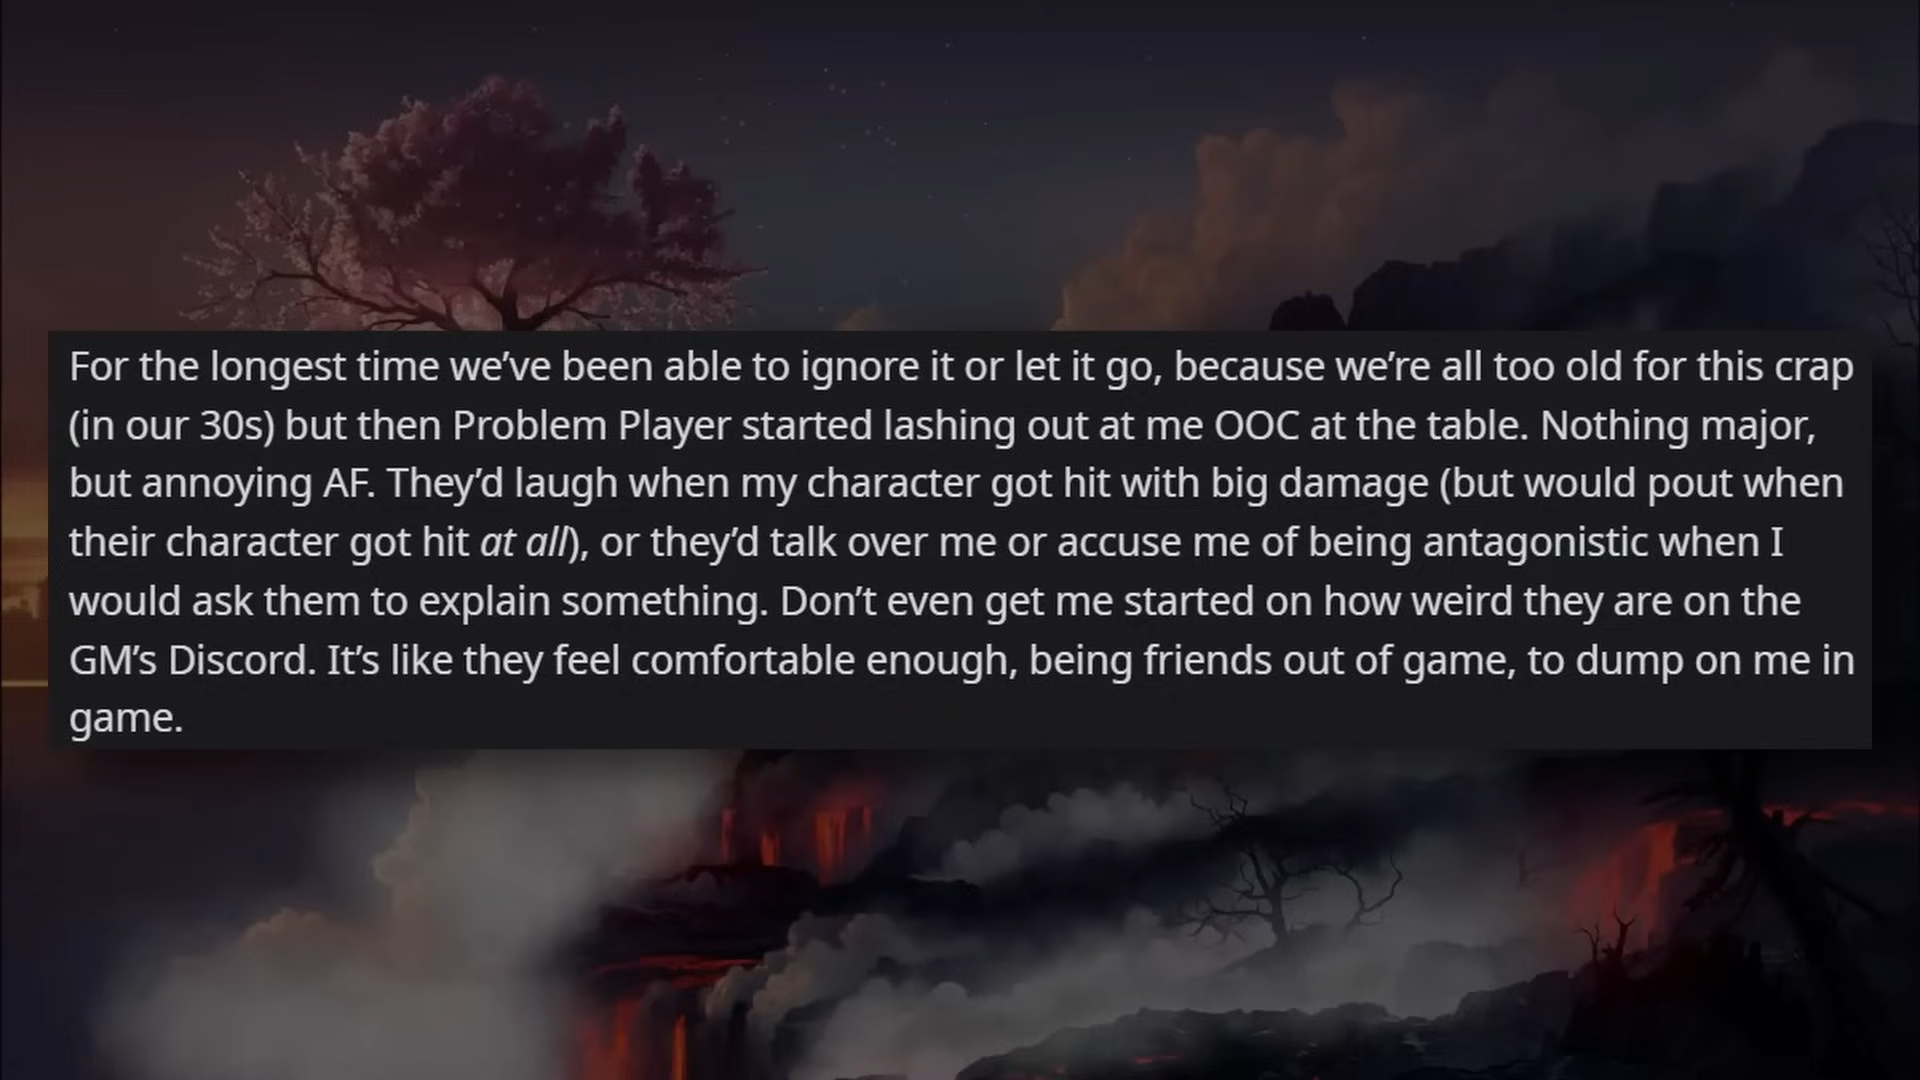 For the longest time we’ve been able to ignore it or let it go, because we’re all too old for this crap
(in our 30s) but then Problem Player started lashing out at me OOC at the table. Nothing major,
but annoying AF. They’d laugh when my character got hit with big damage (but would pout when
their character got hit at all), or they’d talk over me or accuse me of being antagonistic when I
would ask them to explain something. Don’t even get me started on how weird they are on the
GM’s Discord. It’s like they feel comfortable enough, being friends out of game, to dump on me in
game.